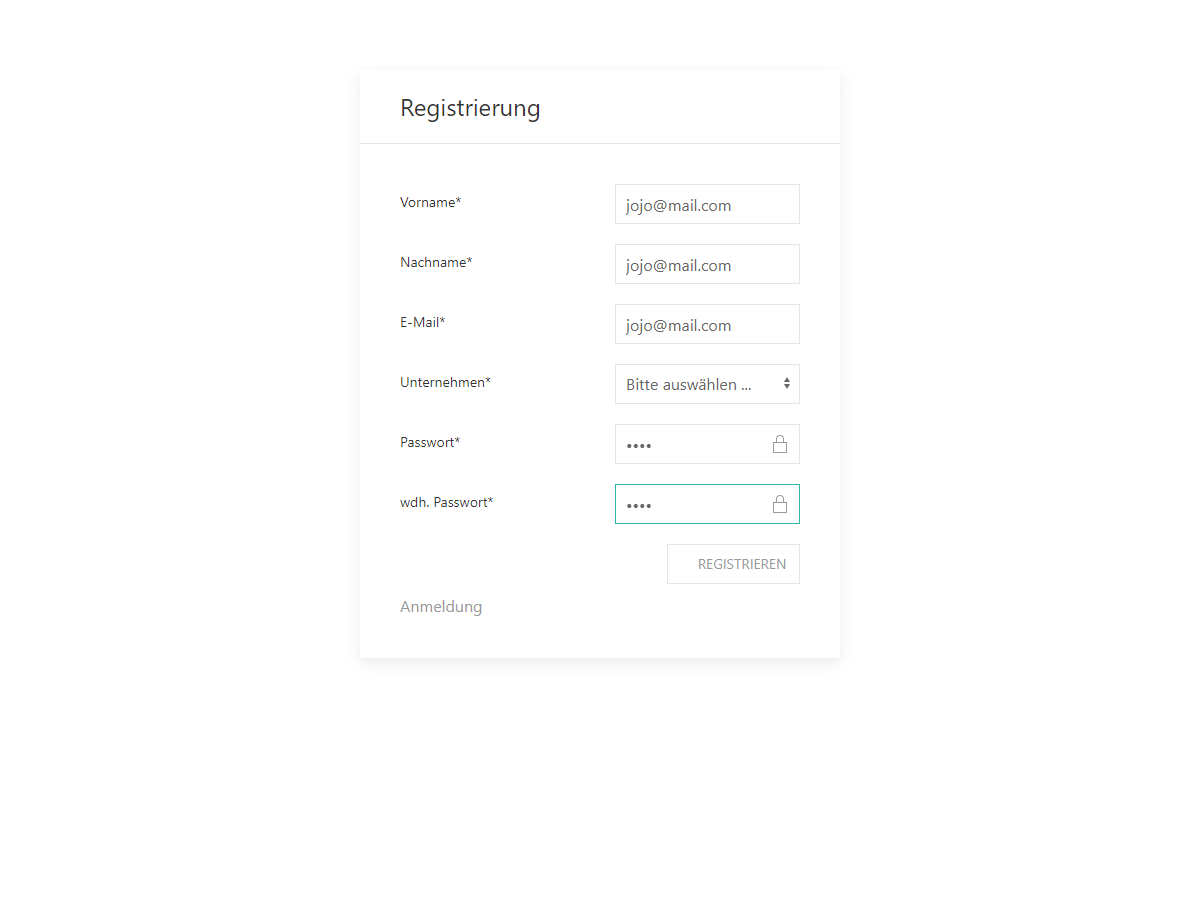 Registrierung
Vorname* jojo@mail.com
Nachname* jojo@mail.com
E-Mail* jojo@mail.com
Unternehmen* Bitte auswählen ...
Passwort* ••••
wdh. Passwort* ••••
REGISTRIEREN
Anmeldung